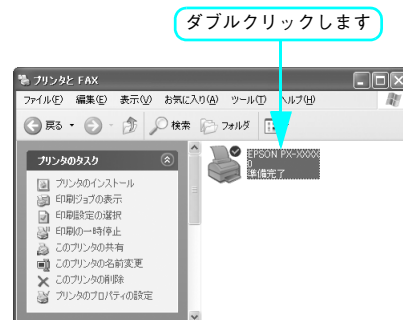 ダブルクリックします
プリンタと FAX
ファイル(F) 編集(E) 表示(V) お気に入り(A) ツール(T) ヘルプ(H)
戻る 検索 フォルダ
プリンタのタスク
プリンタのインストール
印刷ジョブの表示
印刷設定の選択
印刷の一時停止
このプリンタの共有
このプリンタの名前変更
このプリンタの削除
プリンタのプロパティの設定
EPSON PX-XXXX
0
準備完了